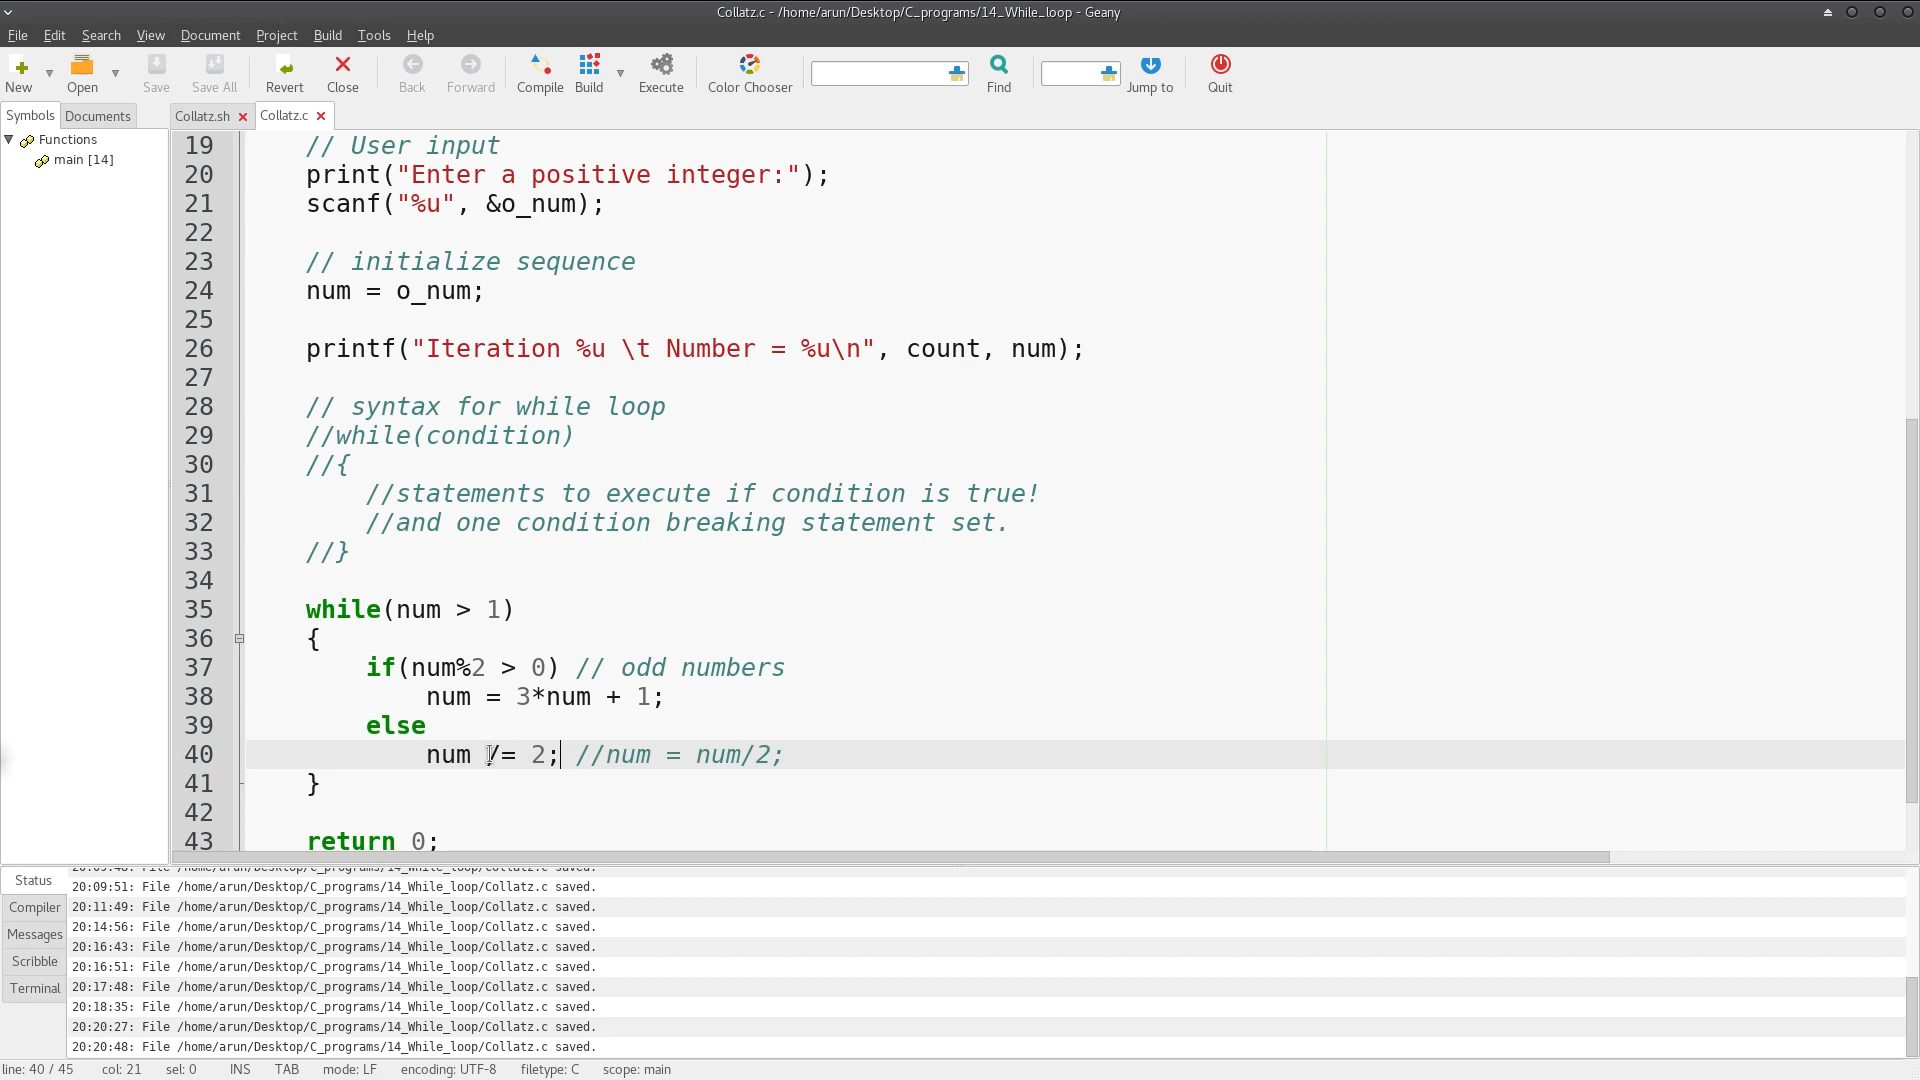 Collatz.c - /home/arun/Desktop/C_programs/14_While_loop - Geany
File Edit Search View Document Project Build Tools Help
New Open Save Save All Revert Close Back Forward Compile Build Execute Color Chooser Find Jump to Quit
Symbols Documents Collatz.sh Collatz.c
Functions
main [14]
19 // User input
20 print("Enter a positive integer:");
21 scanf("%u", &o_num);
22
23 // initialize sequence
24 num = o_num;
25
26 printf("Iteration %u \t Number = %u\n", count, num);
27
28 // syntax for while loop
29 //while(condition)
30 //{
31 //statements to execute if condition is true!
32 //and one condition breaking statement set.
33 //}
34
35 while(num > 1)
36 {
37 if(num%2 > 0) // odd numbers
38 num = 3*num + 1;
39 else
40 num /= 2; //num = num/2;
41 }
42
43 return 0;
Status
Compiler
Messages
Scribble
Terminal
20:09:51: File /home/arun/Desktop/C_programs/14_While_loop/Collatz.c saved.
20:11:49: File /home/arun/Desktop/C_programs/14_While_loop/Collatz.c saved.
20:14:56: File /home/arun/Desktop/C_programs/14_While_loop/Collatz.c saved.
20:16:43: File /home/arun/Desktop/C_programs/14_While_loop/Collatz.c saved.
20:16:51: File /home/arun/Desktop/C_programs/14_While_loop/Collatz.c saved.
20:17:48: File /home/arun/Desktop/C_programs/14_While_loop/Collatz.c saved.
20:18:35: File /home/arun/Desktop/C_programs/14_While_loop/Collatz.c saved.
20:20:27: File /home/arun/Desktop/C_programs/14_While_loop/Collatz.c saved.
20:20:48: File /home/arun/Desktop/C_programs/14_While_loop/Collatz.c saved.
line: 40 / 45 col: 21 sel: 0 INS TAB mode: LF encoding: UTF-8 filetype: C scope: main